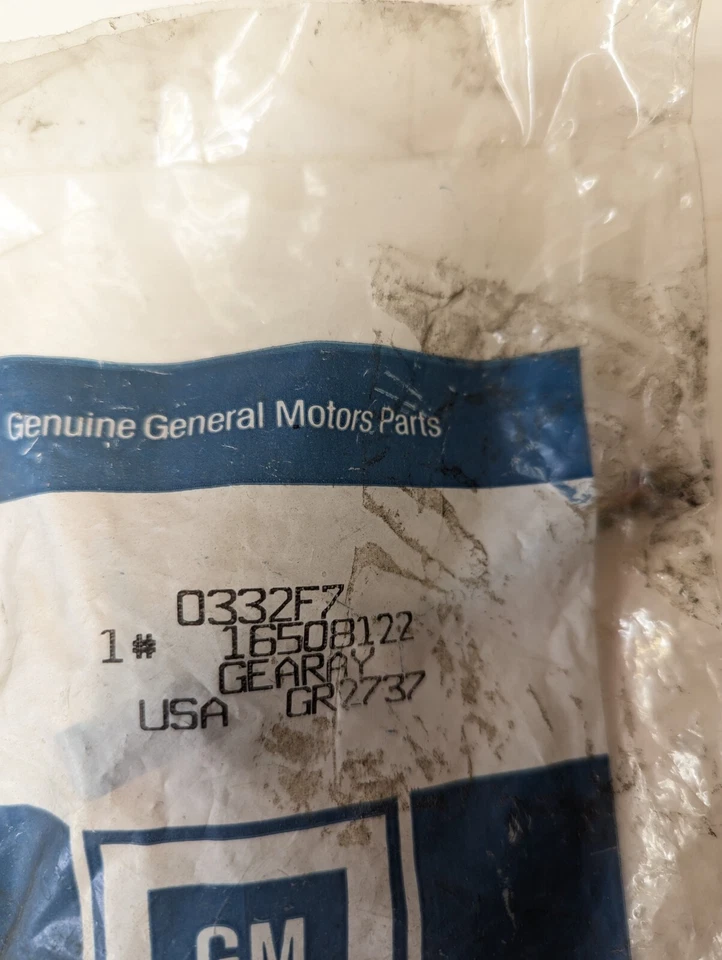 Genuine General Motors Parts
0332F7
1# 16508122
GEARAY
USA GR2737
GM